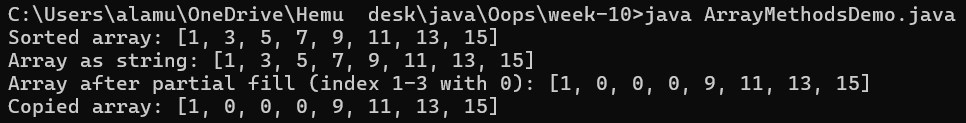 C:\Users\alamu\OneDrive\Hemu  desk\java\Oops\week-10>java ArrayMethodsDemo.java
Sorted array: [1, 3, 5, 7, 9, 11, 13, 15]
Array as string: [1, 3, 5, 7, 9, 11, 13, 15]
Array after partial fill (index 1-3 with 0): [1, 0, 0, 0, 9, 11, 13, 15]
Copied array: [1, 0, 0, 0, 9, 11, 13, 15]